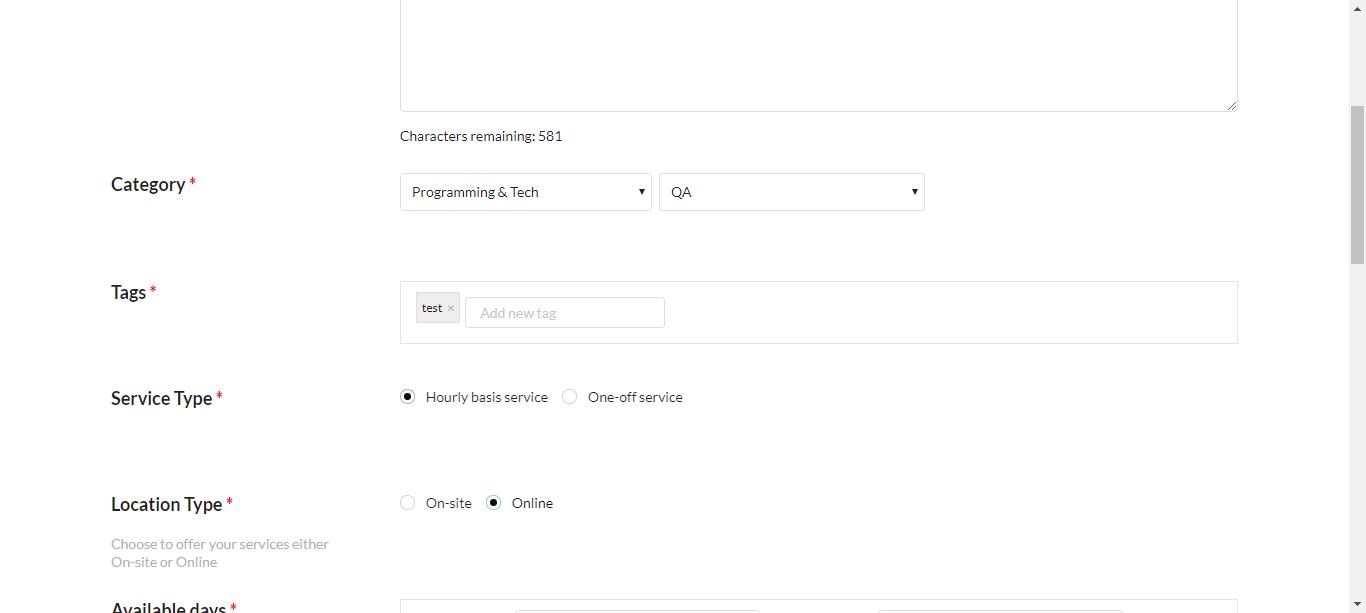 Characters remaining: 581
Category *
Programming & Tech
QA
Tags *
test ×
Add new tag
Service Type *
Hourly basis service
One-off service
Location Type *
On-site
Online
Choose to offer your services either
On-site or Online
Available days *